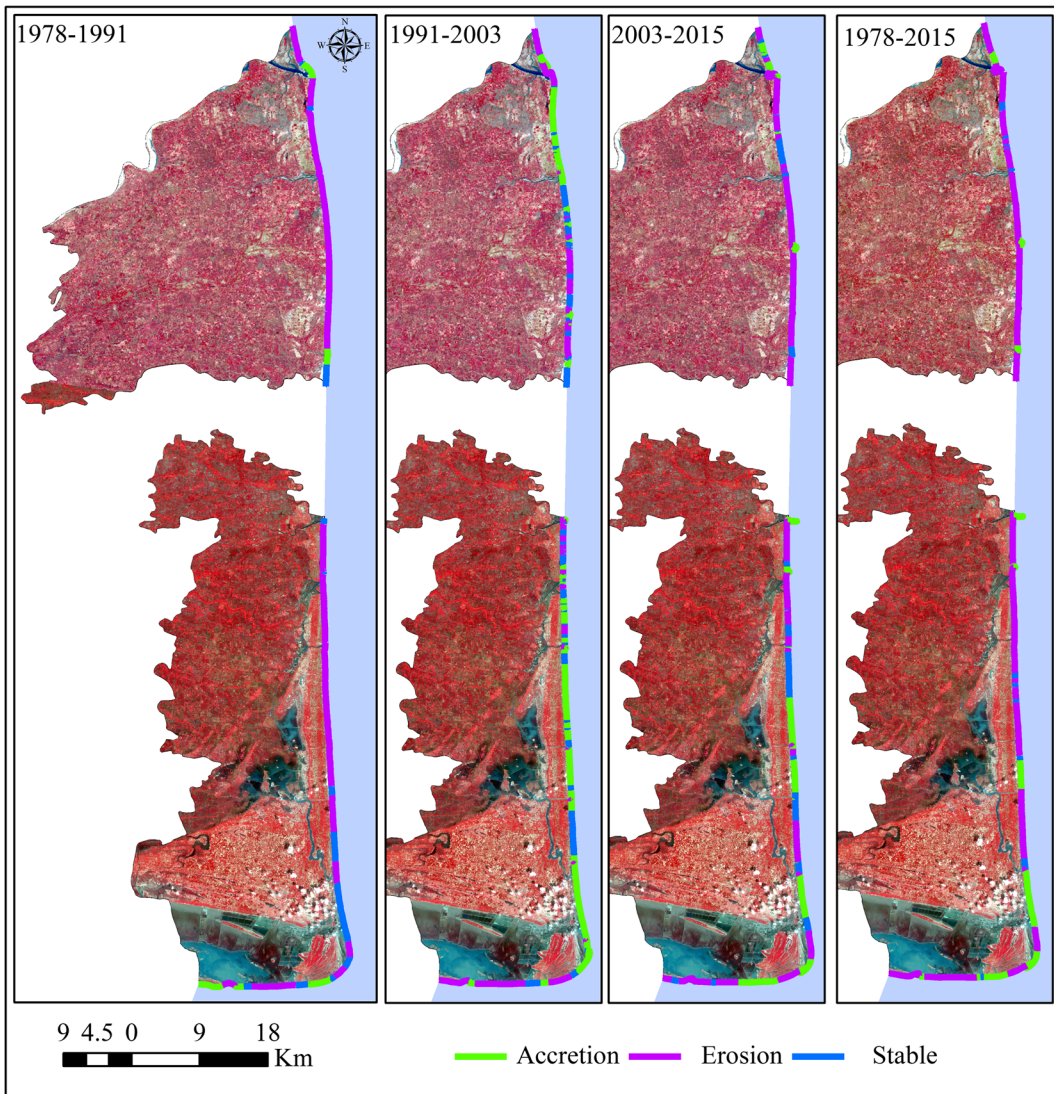 1978-1991
1991-2003
2003-2015
1978-2015
N
W E
S
9 4.5 0 9 18
Km
Accretion
Erosion
Stable